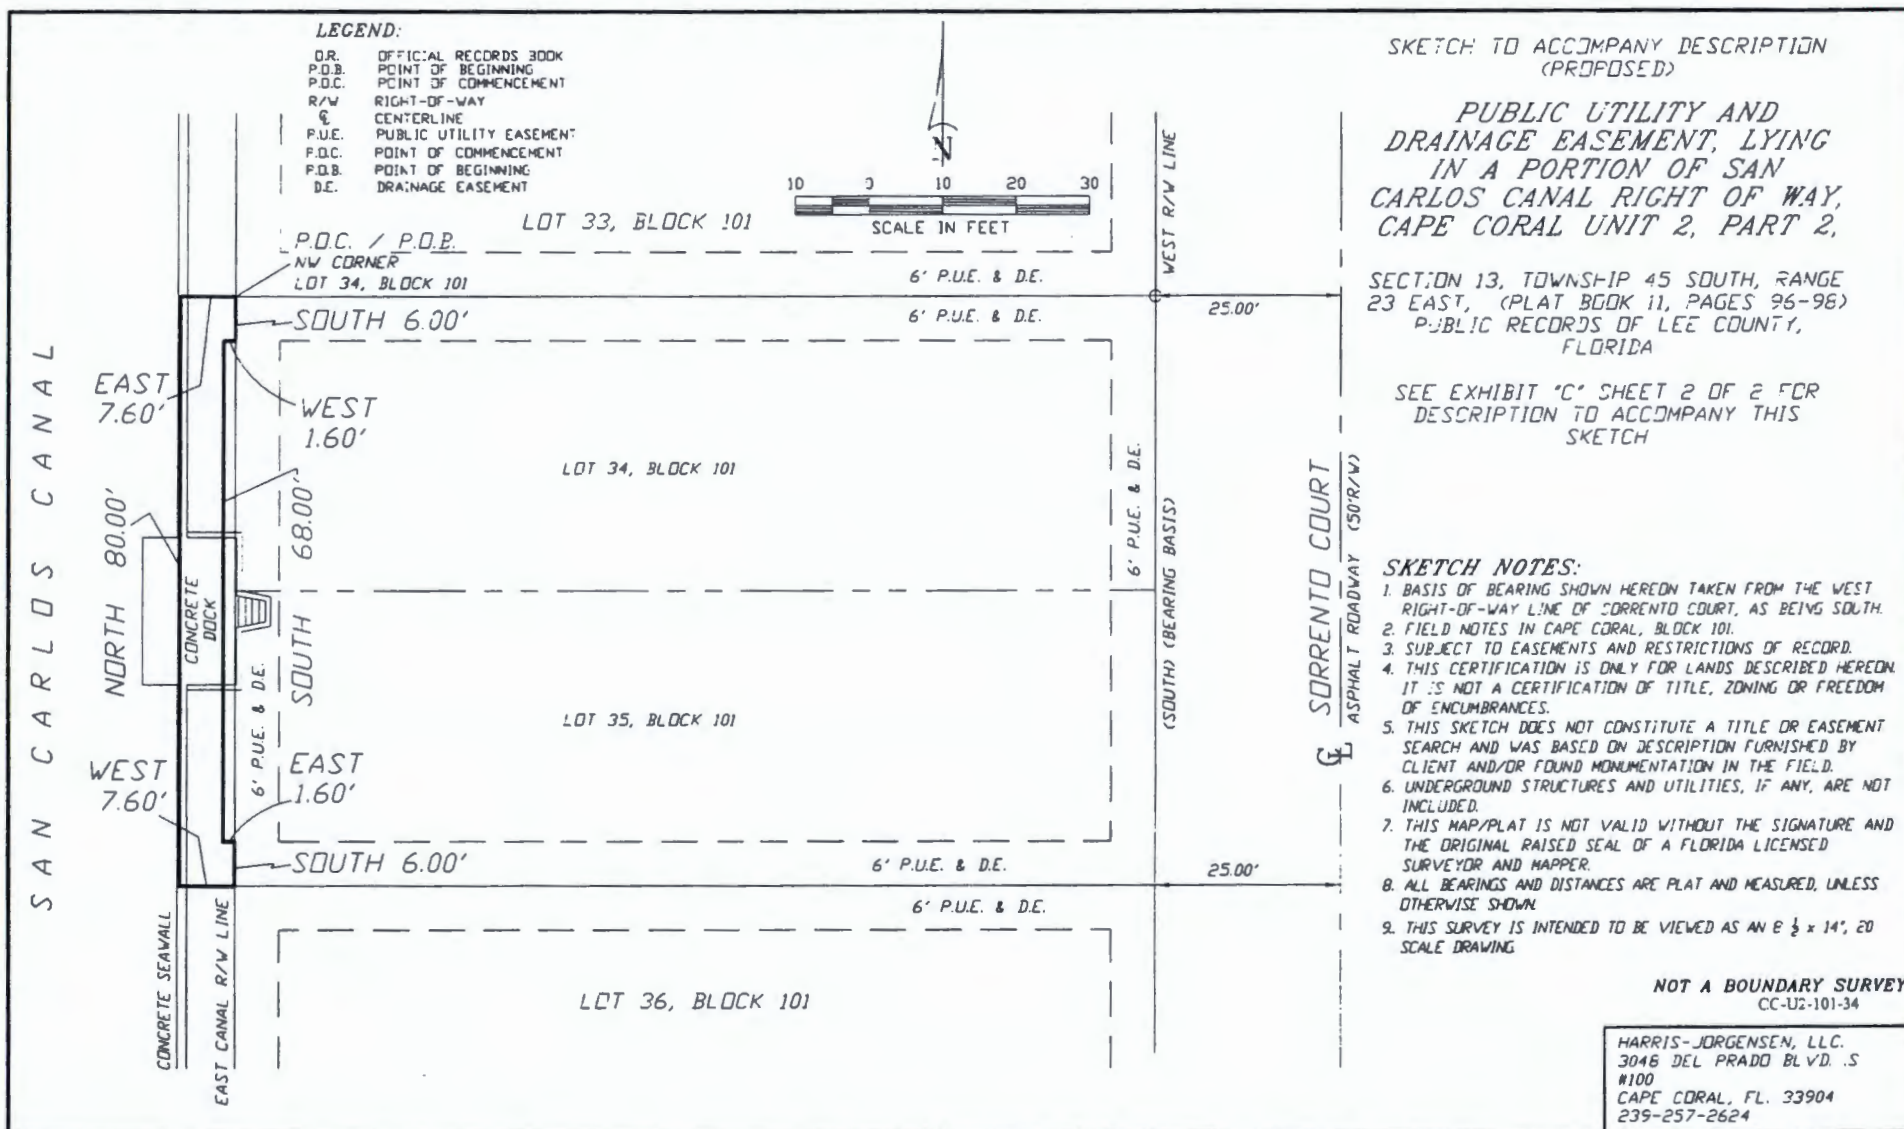 LEGEND:
O.R. OFFICIAL RECORDS BOOK
P.O.B. POINT OF BEGINNING
P.O.C. POINT OF COMMENCEMENT
R/W RIGHT-OF-WAY
℄ CENTERLINE
P.U.E. PUBLIC UTILITY EASEMENT
P.O.C. POINT OF COMMENCEMENT
P.O.B. POINT OF BEGINNING
D.E. DRAINAGE EASEMENT
N
10 0 10 20 30
SCALE IN FEET
LOT 33, BLOCK 101
P.O.C. / P.O.B.
NW CORNER
LOT 34, BLOCK 101
6' P.U.E. & D.E.
6' P.U.E. & D.E.
WEST R/W LINE
25.00'
SOUTH 6.00'
EAST
7.60'
WEST
1.60'
SAN CARLOS CANAL
LOT 34, BLOCK 101
NORTH 80.00'
SOUTH 68.00'
CONCRETE
DOCK
6' P.U.E. & D.E.
6' P.U.E. & D.E.
(SOUTH) (BEARING BASIS)
℄ SORRENTO COURT
ASPHALT ROADWAY (50'R/W)
LOT 35, BLOCK 101
WEST
7.60'
EAST
1.60'
SOUTH 6.00'
6' P.U.E. & D.E.
25.00'
6' P.U.E. & D.E.
CONCRETE SEAWALL
EAST CANAL R/W LINE
LOT 36, BLOCK 101
SKETCH TO ACCOMPANY DESCRIPTION
(PROPOSED)
PUBLIC UTILITY AND
DRAINAGE EASEMENT, LYING
IN A PORTION OF SAN
CARLOS CANAL RIGHT OF WAY,
CAPE CORAL UNIT 2, PART 2,
SECTION 13, TOWNSHIP 45 SOUTH, RANGE
23 EAST, (PLAT BOOK 11, PAGES 96-98)
PUBLIC RECORDS OF LEE COUNTY,
FLORIDA
SEE EXHIBIT "C" SHEET 2 OF 2 FOR
DESCRIPTION TO ACCOMPANY THIS
SKETCH
SKETCH NOTES:
1. BASIS OF BEARING SHOWN HEREON TAKEN FROM THE WEST
RIGHT-OF-WAY LINE OF SORRENTO COURT, AS BEING SOUTH.
2. FIELD NOTES IN CAPE CORAL, BLOCK 101.
3. SUBJECT TO EASEMENTS AND RESTRICTIONS OF RECORD.
4. THIS CERTIFICATION IS ONLY FOR LANDS DESCRIBED HEREON.
IT IS NOT A CERTIFICATION OF TITLE, ZONING OR FREEDOM
OF ENCUMBRANCES.
5. THIS SKETCH DOES NOT CONSTITUTE A TITLE OR EASEMENT
SEARCH AND WAS BASED ON DESCRIPTION FURNISHED BY
CLIENT AND/OR FOUND MONUMENTATION IN THE FIELD.
6. UNDERGROUND STRUCTURES AND UTILITIES, IF ANY, ARE NOT
INCLUDED.
7. THIS MAP/PLAT IS NOT VALID WITHOUT THE SIGNATURE AND
THE ORIGINAL RAISED SEAL OF A FLORIDA LICENSED
SURVEYOR AND MAPPER.
8. ALL BEARINGS AND DISTANCES ARE PLAT AND MEASURED, UNLESS
OTHERWISE SHOWN
9. THIS SURVEY IS INTENDED TO BE VIEWED AS AN 8 ½ x 14", 20
SCALE DRAWING
NOT A BOUNDARY SURVEY
CC-U2-101-34
HARRIS-JORGENSEN, LLC.
3046 DEL PRADO BLVD. .S
#100
CAPE CORAL, FL. 33904
239-257-2624